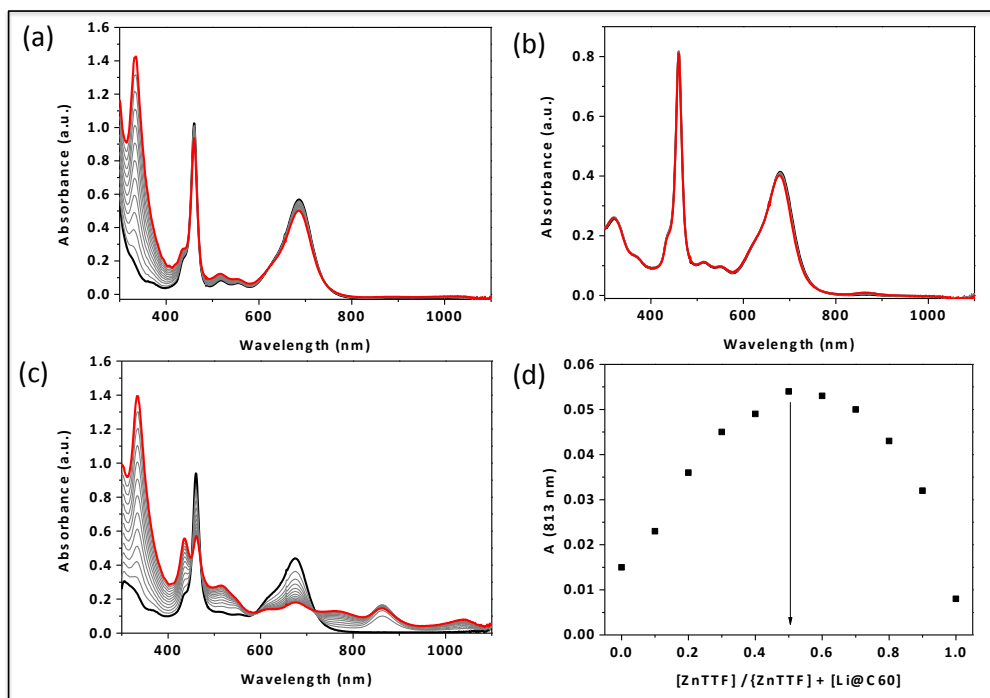 (a)
1.6
1.4
1.2
1.0
0.8
0.6
0.4
0.2
0.0
Absorbance (a.u.)
400 600 800 1000
Wavelength (nm)
(b)
0.8
0.6
0.4
0.2
0.0
Absorbance (a.u.)
400 600 800 1000
Wavelength (nm)
(c)
1.6
1.4
1.2
1.0
0.8
0.6
0.4
0.2
0.0
Absorbance (a.u.)
400 600 800 1000
Wavelength (nm)
(d)
0.06
0.05
0.04
0.03
0.02
0.01
0.00
A (813 nm)
0.0 0.2 0.4 0.6 0.8 1.0
[ZnTTF]/{ZnTTF} + [Li@C60]